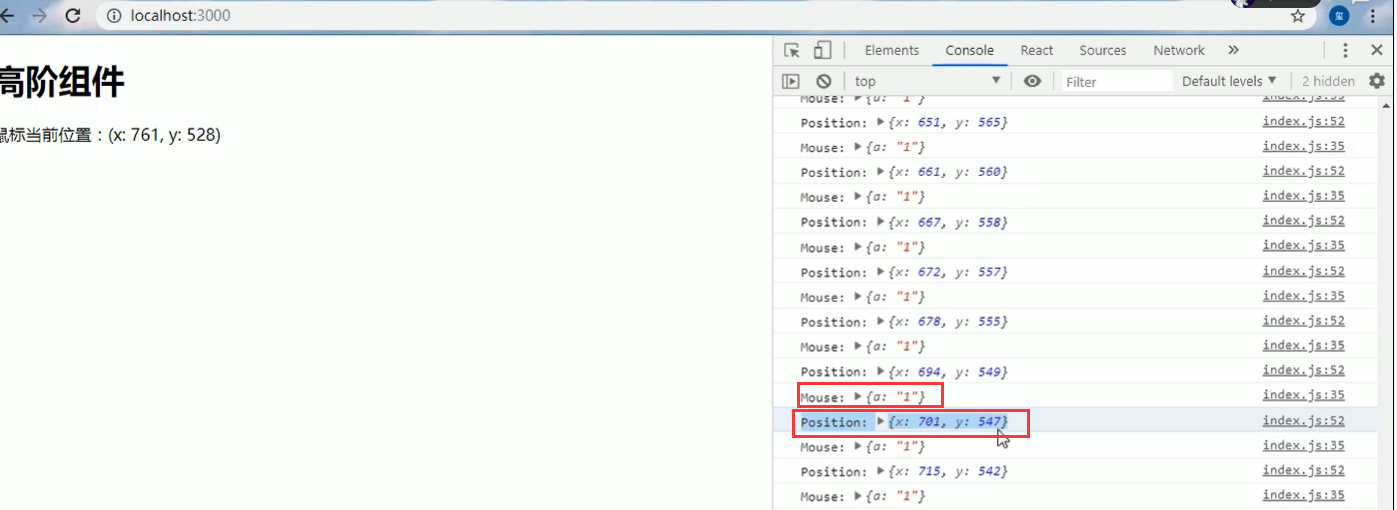 localhost:3000
高阶组件
鼠标当前位置：(x: 761, y: 528)
Elements Console React Sources Network »
top Filter Default levels ▼ 2 hidden
Mouse: ▶{a: "1"} index.js:35
Position: ▶{x: 651, y: 565} index.js:52
Mouse: ▶{a: "1"} index.js:35
Position: ▶{x: 661, y: 560} index.js:52
Mouse: ▶{a: "1"} index.js:35
Position: ▶{x: 667, y: 558} index.js:52
Mouse: ▶{a: "1"} index.js:35
Position: ▶{x: 672, y: 557} index.js:52
Mouse: ▶{a: "1"} index.js:35
Position: ▶{x: 678, y: 555} index.js:52
Mouse: ▶{a: "1"} index.js:35
Position: ▶{x: 694, y: 549} index.js:52
Mouse: ▶{a: "1"} index.js:35
Position: ▶{x: 701, y: 547} index.js:52
Mouse: ▶{a: "1"} index.js:35
Position: ▶{x: 715, y: 542} index.js:52
Mouse: ▶{a: "1"} index.js:35